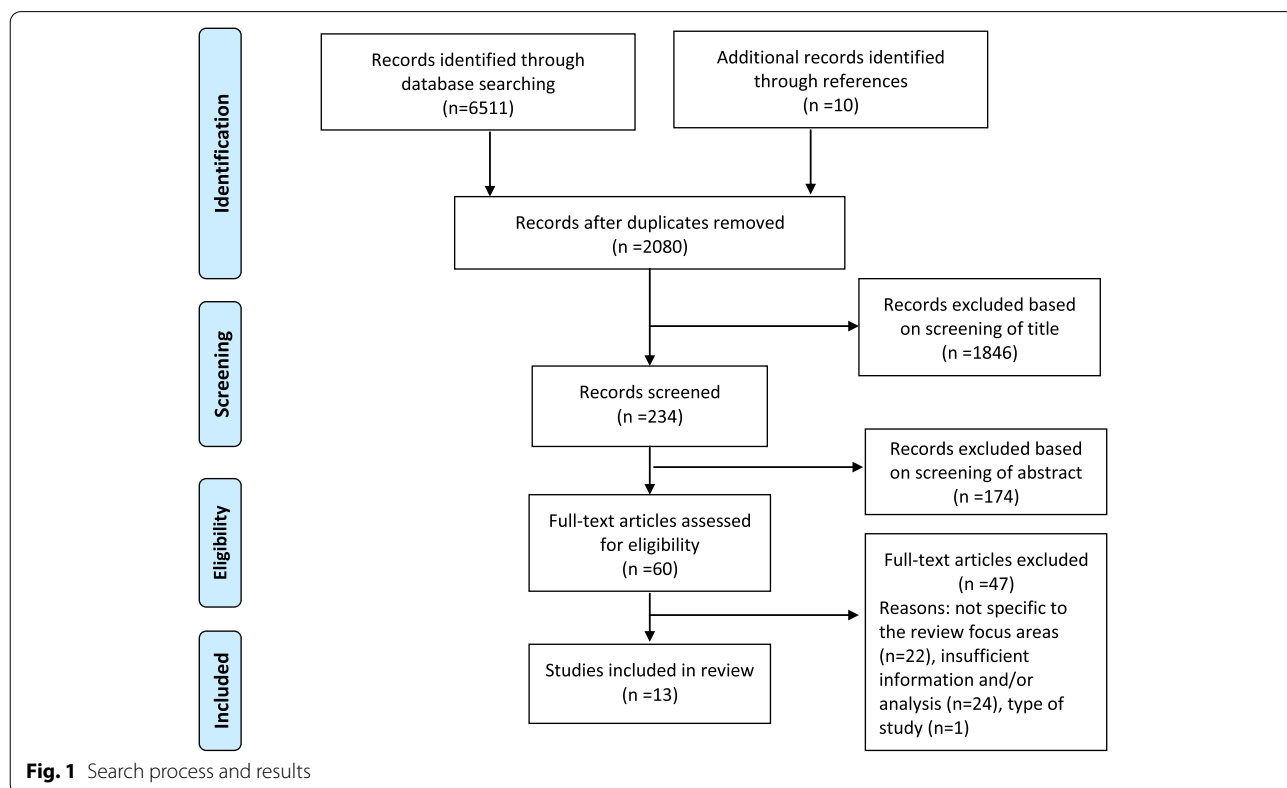 Identification
Records identified through
database searching
(n=6511)
Additional records identified
through references
(n =10)
Records after duplicates removed
(n =2080)
Screening
Records excluded based
on screening of title
(n =1846)
Records screened
(n =234)
Records excluded based
on screening of abstract
(n =174)
Eligibility
Full-text articles assessed
for eligibility
(n =60)
Full-text articles excluded
(n =47)
Reasons: not specific to
the review focus areas
(n=22), insufficient
information and/or
analysis (n=24), type of
study (n=1)
Included
Studies included in review
(n =13)
Fig. 1 Search process and results